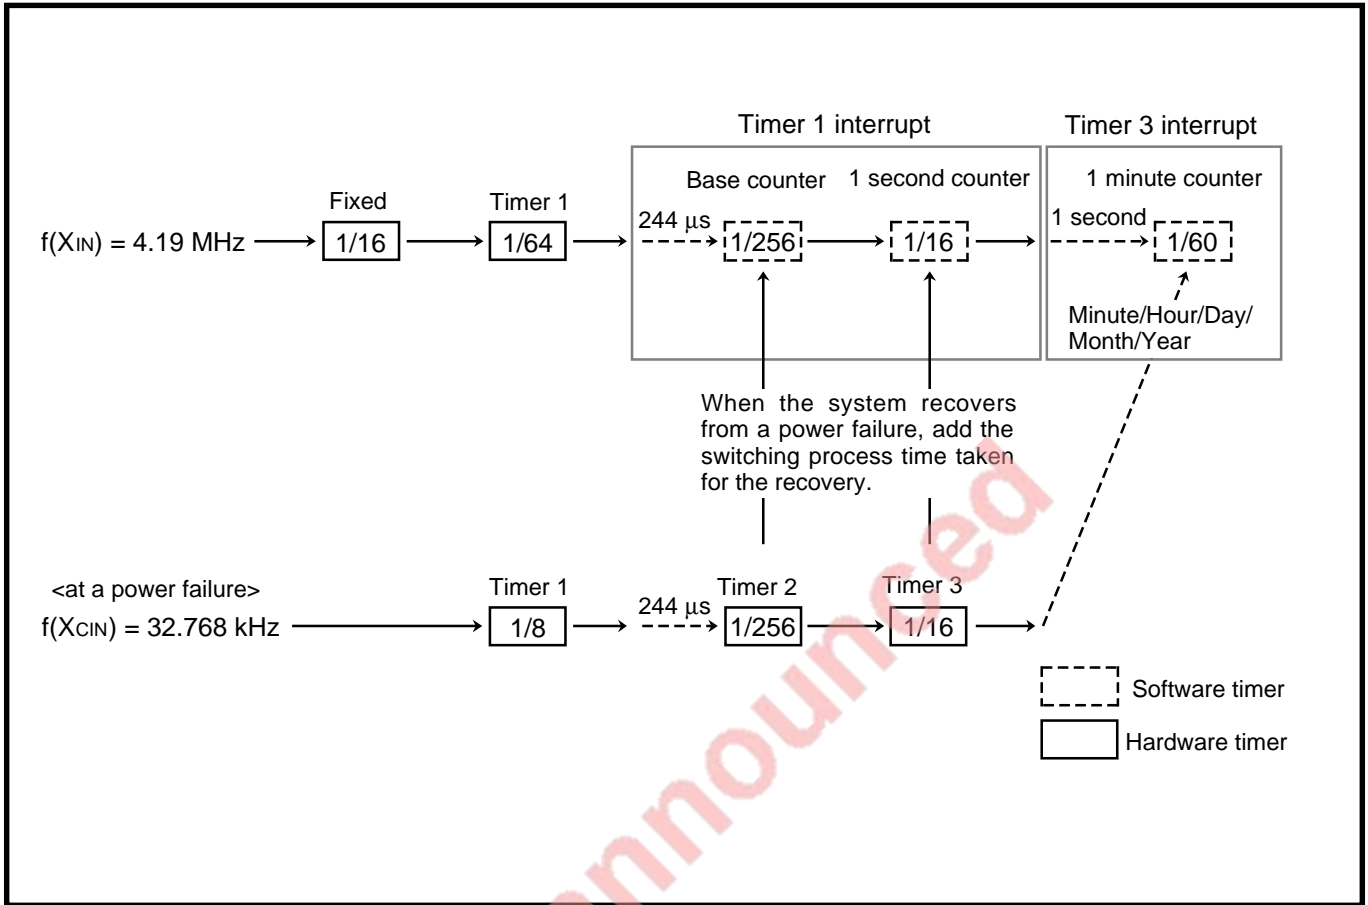 Timer 1 interrupt
Timer 3 interrupt
Base counter
1 second counter
1 minute counter
Fixed
Timer 1
f(XIN) = 4.19 MHz
1/16
1/64
244 μs
1/256
1/16
1 second
1/60
Minute/Hour/Day/
Month/Year
When the system recovers
from a power failure, add the
switching process time taken
for the recovery.
<at a power failure>
Timer 1
Timer 2
Timer 3
f(XCIN) = 32.768 kHz
1/8
244 μs
1/256
1/16
Software timer
Hardware timer